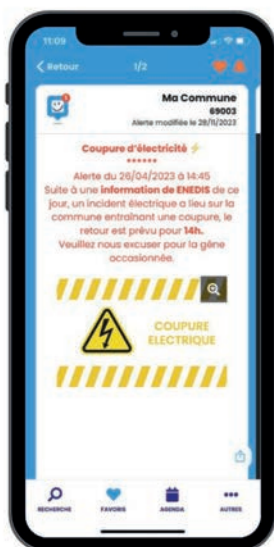 11:09
Retour
1/2
Ma Commune
69003
Alerte modifiée le 28/11/2023
Coupure d'électricité ⚡
******
Alerte du 26/04/2023 à 14:45
Suite à une information de ENEDIS de ce
jour, un incident électrique a lieu sur la
commune entraînant une coupure, le
retour est prévu pour 14h.
Veuillez nous excuser pour la gêne
occasionnée.
COUPURE
ELECTRIQUE
RECHERCHE FAVORIS AGENDA AUTRES